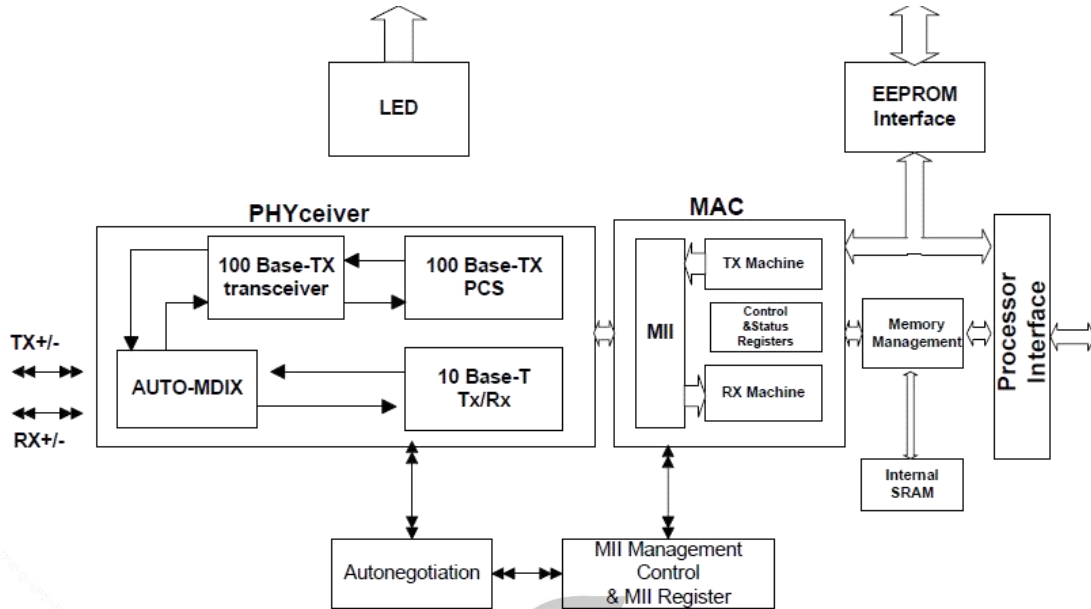 LED
EEPROM
Interface
PHYceiver
MAC
100 Base-TX
transceiver
100 Base-TX
PCS
MII
TX Machine
Control
&Status
Registers
Memory
Management
Processor
Interface
TX+/-
AUTO-MDIX
10 Base-T
Tx/Rx
RX Machine
RX+/-
Internal
SRAM
Autonegotiation
MII Management
Control
& MII Register